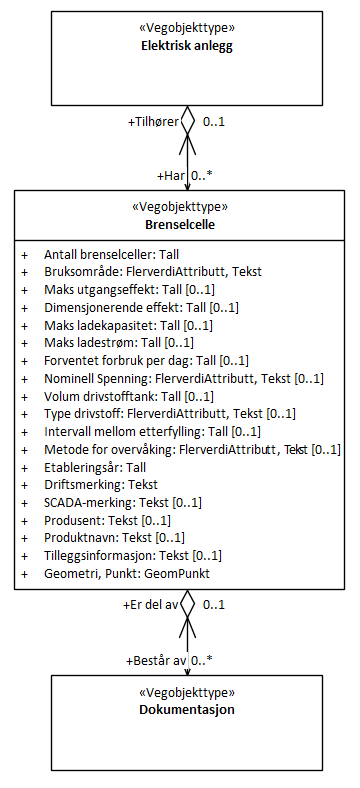 «Vegobjekttype»
Elektrisk anlegg
+Tilhører 0..1
+Har 0..*
«Vegobjekttype»
Brenselcelle
+ Antall brenselceller: Tall
+ Bruksområde: FlerverdiAttributt, Tekst
+ Maks utgangseffekt: Tall [0..1]
+ Dimensjonerende effekt: Tall [0..1]
+ Maks ladekapasitet: Tall [0..1]
+ Maks ladestrøm: Tall [0..1]
+ Forventet forbruk per dag: Tall [0..1]
+ Nominell Spenning: FlerverdiAttributt, Tekst [0..1]
+ Volum drivstofftank: Tall [0..1]
+ Type drivstoff: FlerverdiAttributt, Tekst [0..1]
+ Intervall mellom etterfylling: Tall [0..1]
+ Metode for overvåking: FlerverdiAttributt, Tekst [0..1]
+ Etableringsår: Tall
+ Driftsmerking: Tekst
+ SCADA-merking: Tekst [0..1]
+ Produsent: Tekst [0..1]
+ Produktnavn: Tekst [0..1]
+ Tilleggsinformasjon: Tekst [0..1]
+ Geometri, Punkt: GeomPunkt
+Er del av 0..1
+Består av 0..*
«Vegobjekttype»
Dokumentasjon